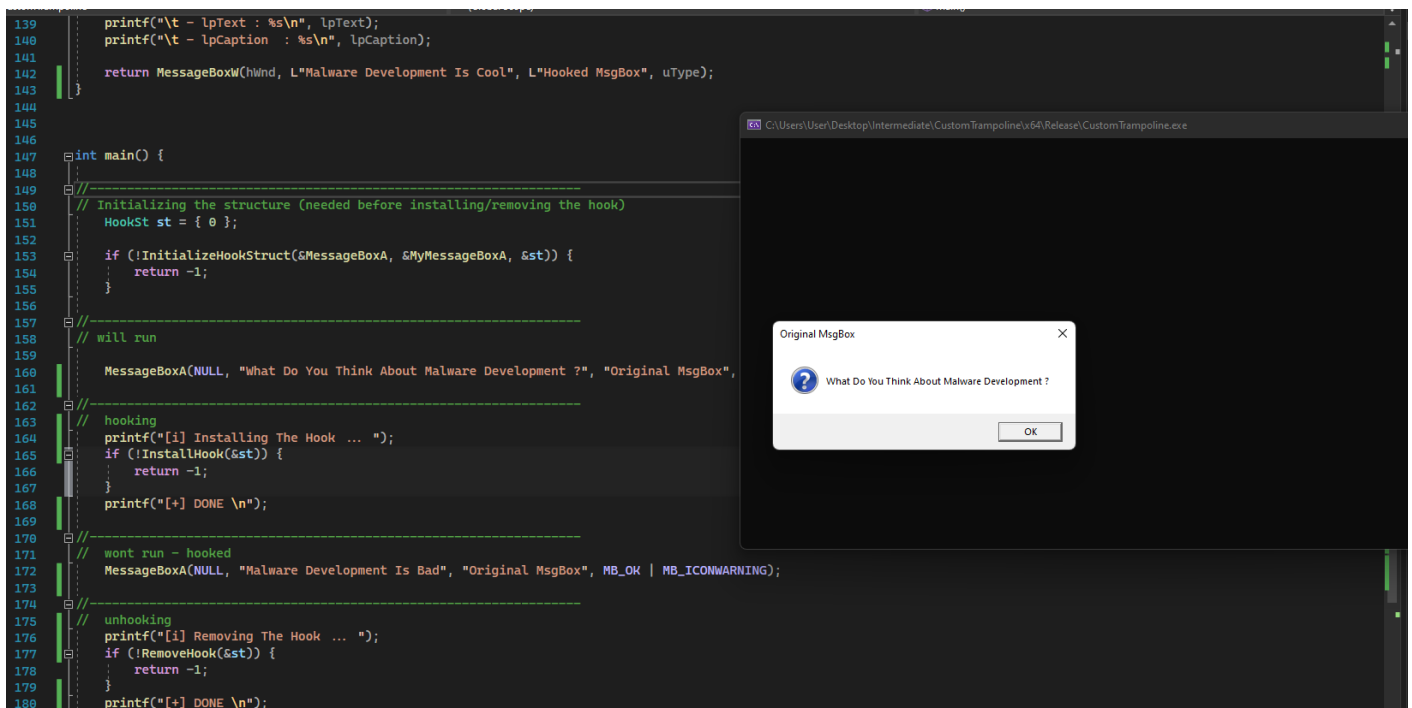 139 printf("\t - lpText : %s\n", lpText);
140 printf("\t - lpCaption  : %s\n", lpCaption);
141
142 return MessageBoxW(hWnd, L"Malware Development Is Cool", L"Hooked MsgBox", uType);
143 }
144
145
146
147 int main() {
148
149 //------------------------------------------------------------------
150 // Initializing the structure (needed before installing/removing the hook)
151 HookSt st = { 0 };
152
153 if (!InitializeHookStruct(&MessageBoxA, &MyMessageBoxA, &st)) {
154 return -1;
155 }
156
157 //------------------------------------------------------------------
158 // will run
159
160 MessageBoxA(NULL, "What Do You Think About Malware Development ?", "Original MsgBox",
161
162 //------------------------------------------------------------------
163 //  hooking
164 printf("[i] Installing The Hook ... ");
165 if (!InstallHook(&st)) {
166 return -1;
167 }
168 printf("[+] DONE \n");
169
170 //------------------------------------------------------------------
171 //  wont run - hooked
172 MessageBoxA(NULL, "Malware Development Is Bad", "Original MsgBox", MB_OK | MB_ICONWARNING);
173
174 //------------------------------------------------------------------
175 //  unhooking
176 printf("[i] Removing The Hook ... ");
177 if (!RemoveHook(&st)) {
178 return -1;
179 }
180 printf("[+] DONE \n");
C:\Users\User\Desktop\Intermediate\CustomTrampoline\x64\Release\CustomTrampoline.exe
Original MsgBox
What Do You Think About Malware Development ?
OK